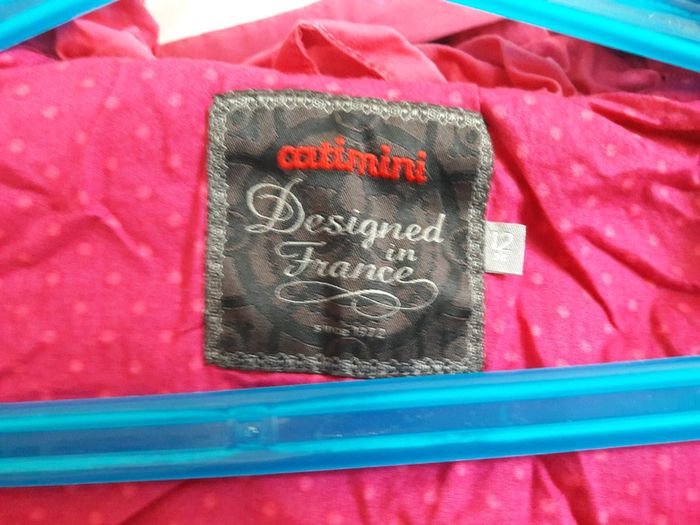 catimini
Designed
in
France
since 1972
12